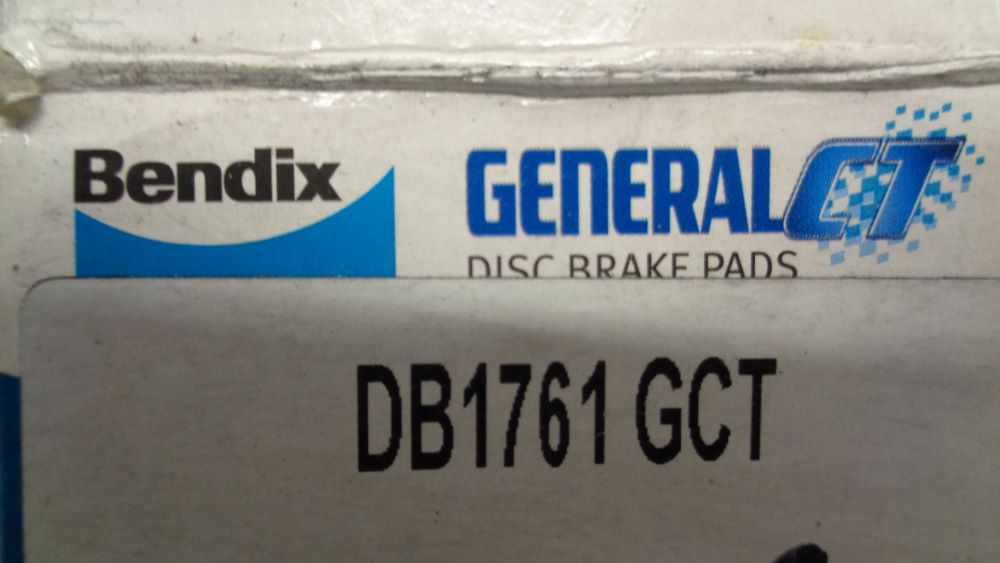 Bendix
GENERAL CT
DISC BRAKE PADS
DB1761 GCT